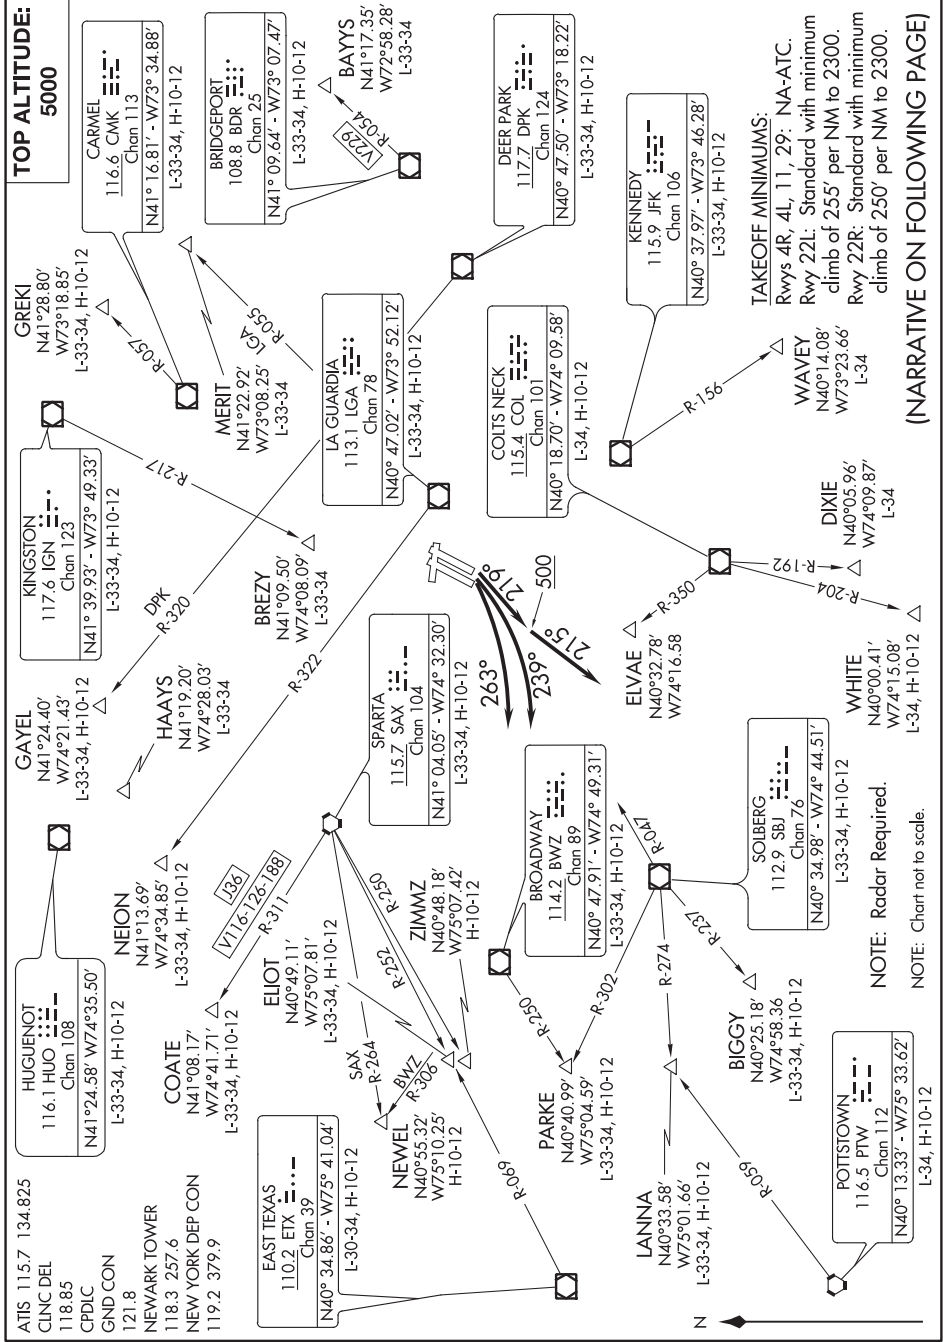 TOP ALTITUDE:
5000
ATIS 115.7 134.825
CLNC DEL
118.85
CPDLC
GND CON
121.8
NEWARK TOWER
118.3 257.6
NEW YORK DEP CON
119.2 379.9
HUGUENOT
116.1 HUO
Chan 108
N41°24.58' W74°35.50'
L-33-34, H-10-12
GAYEL
N41°24.40'
W74°21.43'
L-33-34, H-10-12
HAAYS
N41°19.20'
W74°28.03'
L-33-34
NEION
N41°13.69'
W74°34.85'
L-33-34, H-10-12
COATE
N41°08.17'
W74°41.71'
L-33-34, H-10-12
J36
V116-126-188
R-311
KINGSTON
117.6 IGN
Chan 123
N41° 39.93' - W73° 49.33'
L-33-34, H-10-12
R-217
GREKI
N41°28.80'
W73°18.85'
L-33-34, H-10-12
R-057
CARMEL
116.6 CMK
Chan 113
N41° 16.81' - W73° 34.88'
L-33-34, H-10-12
BRIDGEPORT
108.8 BDR
Chan 25
N41° 09.64' - W73° 07.47'
L-33-34, H-10-12
V229
R-054
BAYYS
N41°17.35'
W72°58.28'
L-33-34
MERIT
N41°22.92'
W73°08.25'
L-33-34
LGA
R-055
DPK
R-320
BREZY
N41°09.50'
W74°08.09'
L-33-34
R-322
LA GUARDIA
113.1 LGA
Chan 78
N40° 47.02' - W73° 52.12'
L-33-34, H-10-12
DEER PARK
117.7 DPK
Chan 124
N40° 47.50' - W73° 18.22'
L-33-34, H-10-12
SPARTA
115.7 SAX
Chan 104
N41° 04.05' - W74° 32.30'
L-33-34, H-10-12
ELIOT
N40°49.11'
W75°07.81'
L-33-34, H-10-12
R-250
R-252
ZIMMZ
N40°48.18'
W75°07.42'
H-10-12
SAX
R-264
BWZ
R-306
NEWEL
N40°55.32'
W75°10.25'
H-10-12
EAST TEXAS
110.2 ETX
Chan 39
N40° 34.86' - W75° 41.04'
L-30-34, H-10-12
R-069
263°
239°
219°
215°
500
BROADWAY
114.2 BWZ
Chan 89
N40° 47.91' - W74° 49.31'
L-33-34, H-10-12
R-250
PARKE
N40°40.99'
W75°04.59'
L-33-34, H-10-12
R-302
R-047
R-274
R-237
SOLBERG
112.9 SBJ
Chan 76
N40° 34.98' - W74° 44.51'
L-33-34, H-10-12
BIGGY
N40°25.18'
W74°58.36
L-33-34, H-10-12
LANNA
N40°33.58'
W75°01.66'
L-33-34, H-10-12
R-059
POTTSTOWN
116.5 PTW
Chan 112
N40° 13.33' - W75° 33.62'
L-34, H-10-12
COLTS NECK
115.4 COL
Chan 101
N40° 18.70' - W74° 09.58'
L-34, H-10-12
ELVAE
N40°32.78'
W74°16.58
R-350
R-192
R-204
DIXIE
N40°05.96'
W74°09.87'
L-34
WHITE
N40°00.41'
W74°15.08'
L-34, H-10-12
KENNEDY
115.9 JFK
Chan 106
N40° 37.97' - W73° 46.28'
L-33-34, H-10-12
R-156
WAVEY
N40°14.08'
W73°23.66'
L-34
TAKEOFF MINIMUMS:
Rwys 4R, 4L, 11, 29: NA-ATC.
Rwy 22L: Standard with minimum
climb of 255' per NM to 2300.
Rwy 22R: Standard with minimum
climb of 250' per NM to 2300.
NOTE: Radar Required.
NOTE: Chart not to scale.
N
(NARRATIVE ON FOLLOWING PAGE)